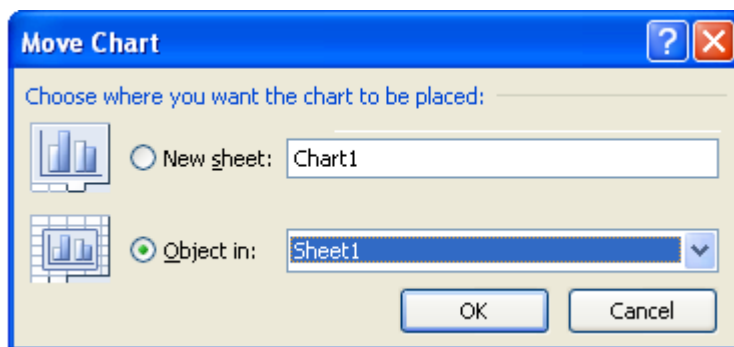 Move Chart
Choose where you want the chart to be placed:
New sheet: Chart1
Object in: Sheet1
OK Cancel